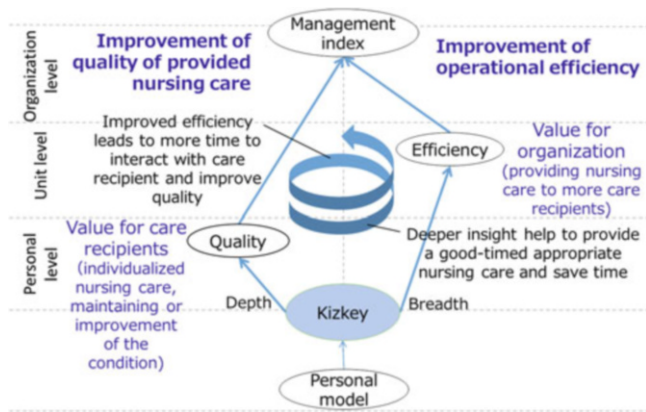 Organization level
Unit level
Personal level
Management
index
Improvement of
quality of provided
nursing care
Improvement of
operational efficiency
Improved efficiency
leads to more time to
interact with care
recipient and improve
quality
Efficiency
Value for
organization
(providing nursing
care to more care
recipients)
Value for care
recipients
(individualized
nursing care,
maintaining or
improvement
of the
condition)
Quality
Deeper insight help to provide
a good-timed appropriate
nursing care and save time
Depth
Kizkey
Breadth
Personal
model